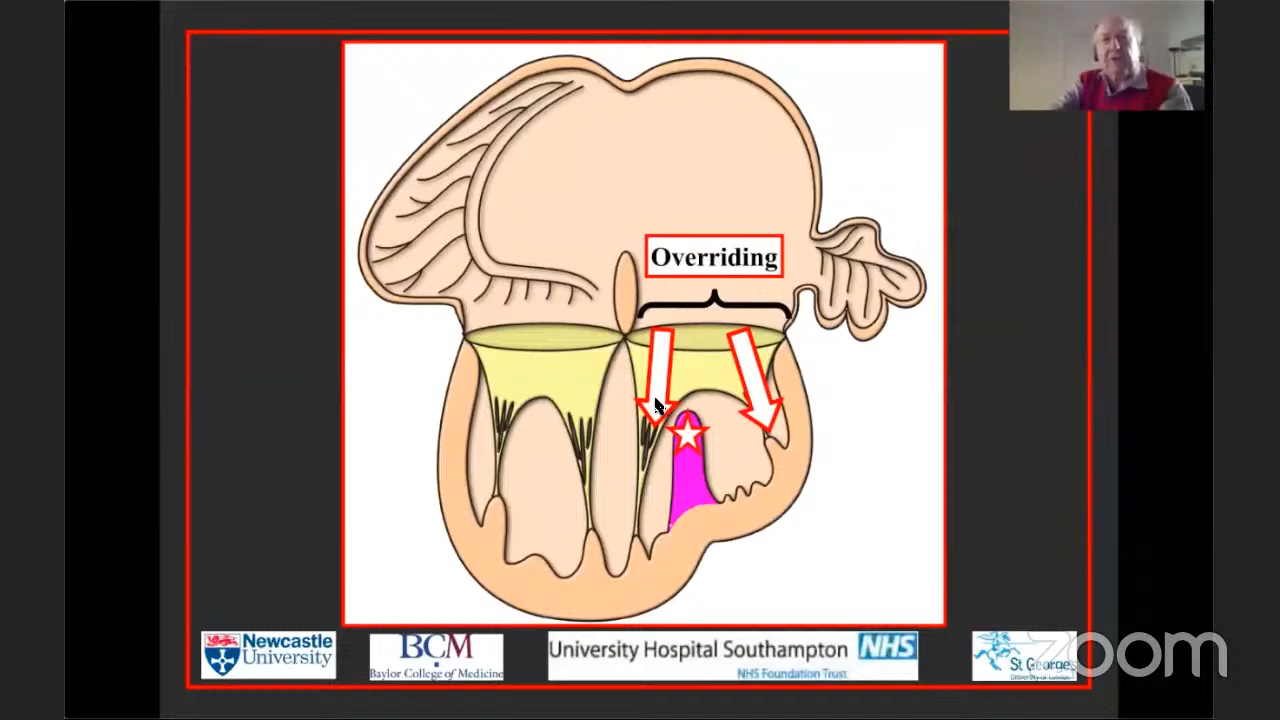 Overriding
Newcastle
University
BCM
Baylor College of Medicine
University Hospital Southampton
NHS
NHS Foundation Trust
St George's
zoom